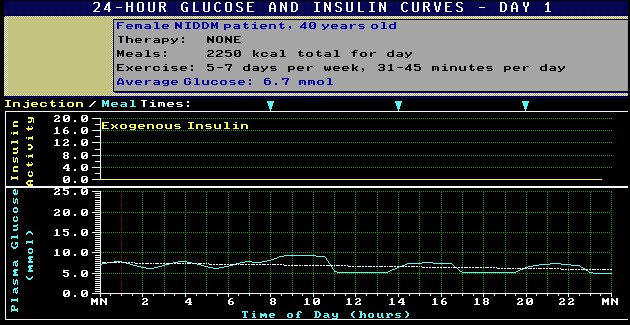 24-HOUR GLUCOSE AND INSULIN CURVES - DAY 1
Female NIDDM patient, 40 years old
Therapy: NONE
Meals: 2250 kcal total for day
Exercise: 5-7 days per week, 31-45 minutes per day
Average Glucose: 6.7 mmol
Injection / Meal Times:
Insulin Activity
20.0
16.0
12.0
8.0
4.0
0.0
Exogenous Insulin
Plasma Glucose (mmol)
25.0
20.0
15.0
10.0
5.0
0.0
MN 2 4 6 8 10 12 14 16 18 20 22 MN
Time of Day (hours)